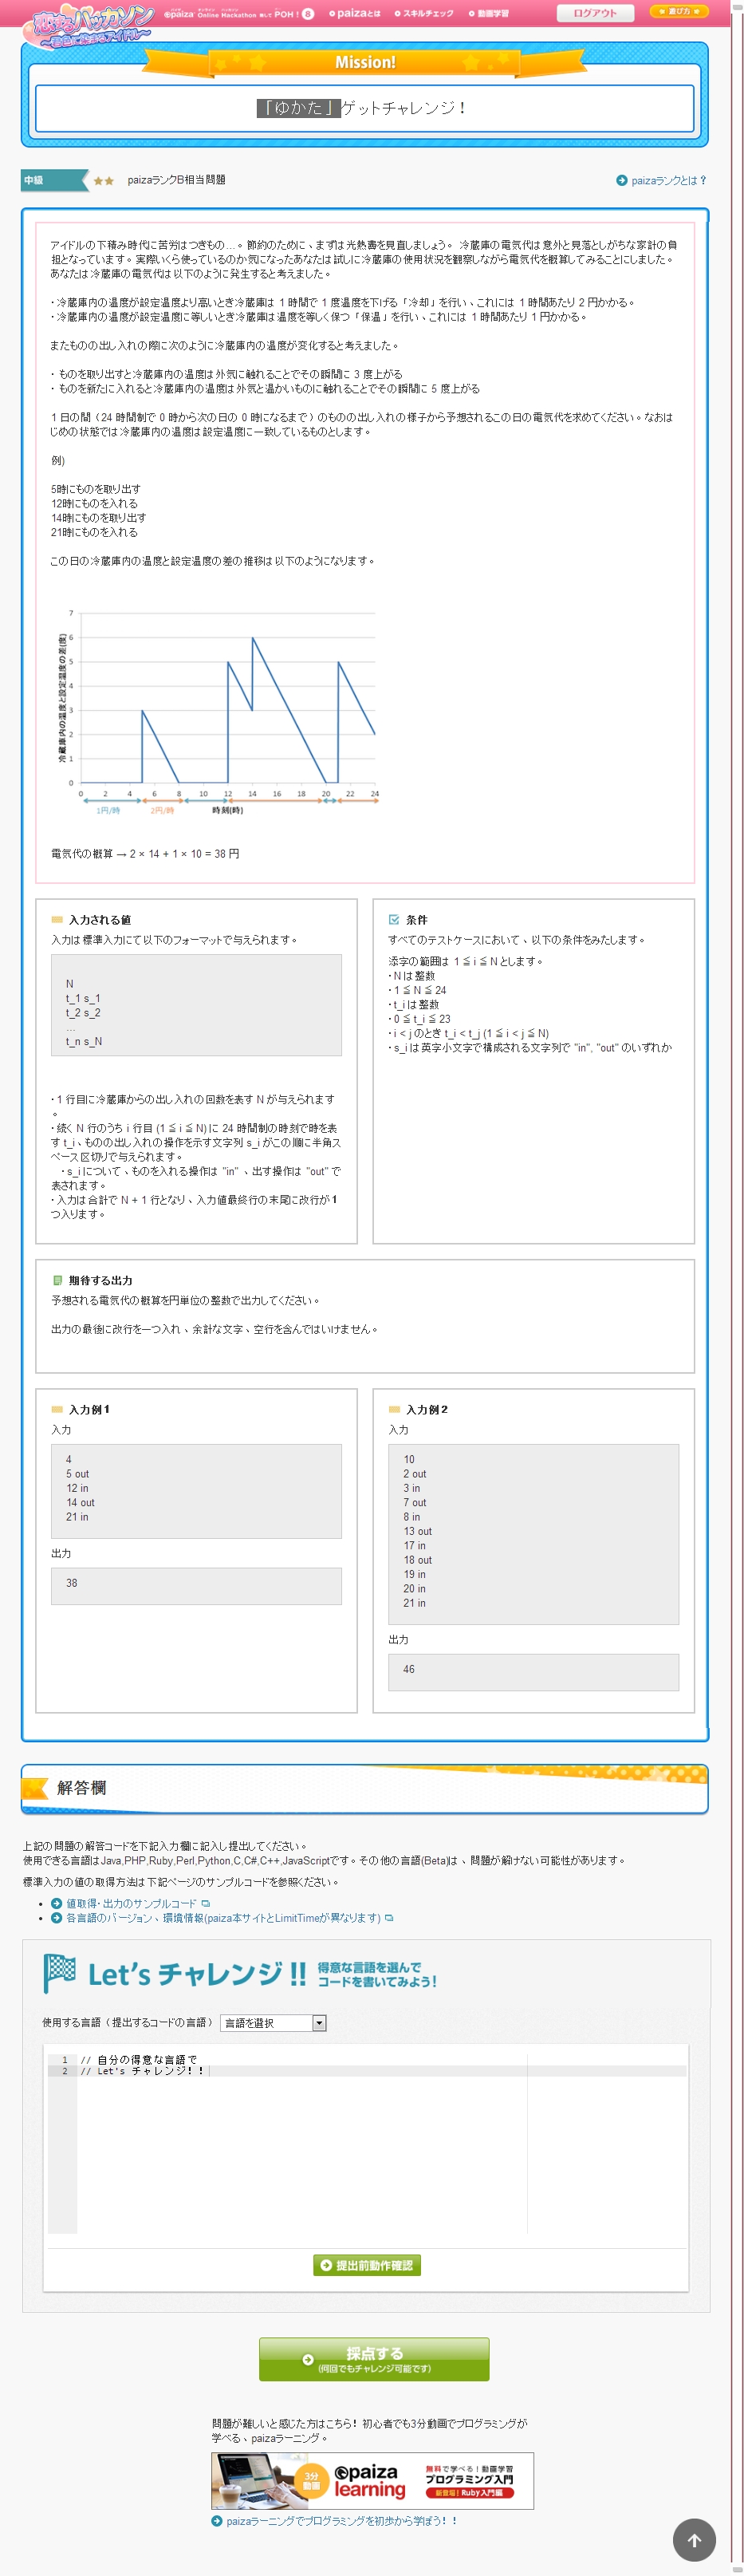 恋するハッカソン
～君色に染まるアイドル～
paiza Online Hackathon 略して POH! 8
paizaとは
スキルチェック
動画学習
ログアウト
遊び方
Mission!
「ゆかた」ゲットチャレンジ！
中級
★★
paizaランクB相当問題
paizaランクとは？
アイドルの下積み時代に苦労はつきもの…。節約のために、まずは光熱費を見直しましょう。 冷蔵庫の電気代は意外と見落としがちな家計の負
担となっています。実際いくら使っているのか気になったあなたは試しに冷蔵庫の使用状況を観察しながら電気代を概算してみることにしました。
あなたは冷蔵庫の電気代は以下のように発生すると考えました。
・冷蔵庫内の温度が設定温度より高いとき冷蔵庫は 1 時間で 1 度温度を下げる「冷却」を行い、これには 1 時間あたり 2 円かかる。
・冷蔵庫内の温度が設定温度に等しいとき冷蔵庫は温度を等しく保つ「保温」を行い、これには 1 時間あたり 1 円かかる。
またものの出し入れの際に次のように冷蔵庫内の温度が変化すると考えました。
・ ものを取り出すと冷蔵庫内の温度は外気に触れることでその瞬間に 3 度上がる
・ ものを新たに入れると冷蔵庫内の温度は外気と温かいものに触れることでその瞬間に 5 度上がる
1 日の間（24 時間制で 0 時から次の日の 0 時になるまで）のものの出し入れの様子から予想されるこの日の電気代を求めてください。なおは
じめの状態では冷蔵庫内の温度は設定温度に一致しているものとします。
例)
5時にものを取り出す
12時にものを入れる
14時にものを取り出す
21時にものを入れる
この日の冷蔵庫内の温度と設定温度の差の推移は以下のようになります。
冷蔵庫内の温度と設定温度の差(度)
7
6
5
4
3
2
1
0
0 2 4 6 8 10 12 14 16 18 20 22 24
1円/時 2円/時 時刻(時)
電気代の概算 → 2 × 14 + 1 × 10 = 38 円
入力される値
入力は標準入力にて以下のフォーマットで与えられます。
N
t_1 s_1
t_2 s_2
...
t_n s_N
・1 行目に冷蔵庫からの出し入れの回数を表す N が与えられます
。
・続く N 行のうち i 行目 (1 ≦ i ≦ N) に 24 時間制の時刻で時を表
す t_i、ものの出し入れの操作を示す文字列 s_i がこの順に半角ス
ペース区切りで与えられます。
・s_i について、ものを入れる操作は "in" 、出す操作は "out" で
表されます。
・入力は合計で N + 1 行となり、入力値最終行の末尾に改行が１
つ入ります。
条件
すべてのテストケースにおいて、以下の条件をみたします。
添字の範囲は 1 ≦ i ≦ N とします。
・N は整数
・1 ≦ N ≦ 24
・t_i は整数
・0 ≦ t_i ≦ 23
・i < j のとき t_i < t_j (1 ≦ i < j ≦ N)
・s_i は英字小文字で構成される文字列で "in", "out" のいずれか
期待する出力
予想される電気代の概算を円単位の整数で出力してください。
出力の最後に改行を一つ入れ、余計な文字、空行を含んではいけません。
入力例１
入力
4
5 out
12 in
14 out
21 in
出力
38
入力例２
入力
10
2 out
3 in
7 out
8 in
13 out
17 in
18 out
19 in
20 in
21 in
出力
46
解答欄
上記の問題の解答コードを下記入力欄に記入し提出してください。
使用できる言語はJava,PHP,Ruby,Perl,Python,C,C#,C++,JavaScriptです。その他の言語(Beta)は、問題が解けない可能性があります。
標準入力の値の取得方法は下記ページのサンプルコードを参照ください。
• 値取得・出力のサンプルコード
• 各言語のバージョン、環境情報(paiza本サイトとLimitTimeが異なります)
Let's チャレンジ!! 得意な言語を選んで
コードを書いてみよう!
使用する言語（提出するコードの言語） 言語を選択
1 // 自分の得意な言語で
2 // Let's チャレンジ！！
提出前動作確認
採点する
(何回でもチャレンジ可能です)
問題が難しいと感じた方はこちら！初心者でも3分動画でプログラミングが
学べる、paizaラーニング。
3分
動画
paiza
learning
無料で学べる！動画学習
プログラミング入門
新登場! Ruby入門編
paizaラーニングでプログラミングを初歩から学ぼう！！